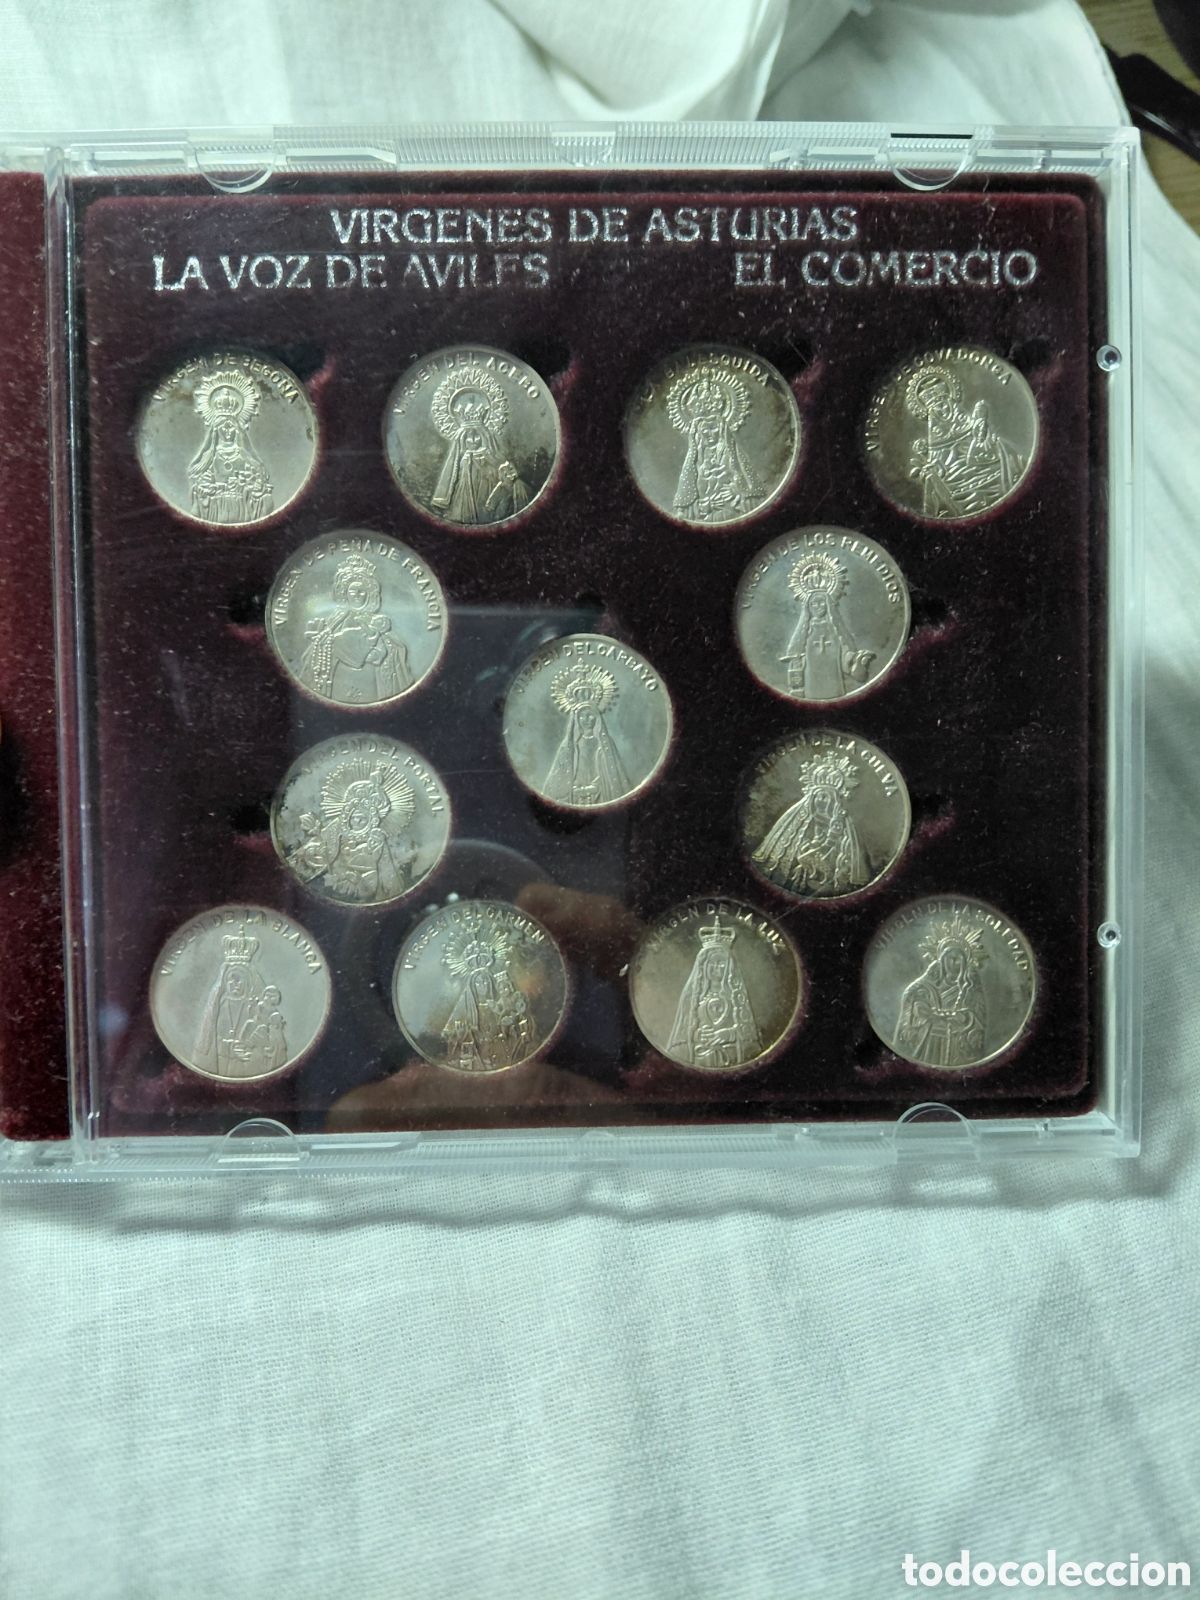 VIRGENES DE ASTURIAS
LA VOZ DE AVILES
EL COMERCIO
VIRGEN DE BEGOÑA
VIRGEN DEL ACEBO
VIRGEN DE COVADONGA
VIRGEN DE PEÑA DE FRANCIA
VIRGEN DE LOS REMEDIOS
VIRGEN DEL CARBAYO
VIRGEN DEL PORTAL
VIRGEN DE LA CUEVA
VIRGEN DE LA BLANCA
VIRGEN DEL CARMEN
VIRGEN DE LA LUZ
VIRGEN DE LA SOLEDAD
todocoleccion